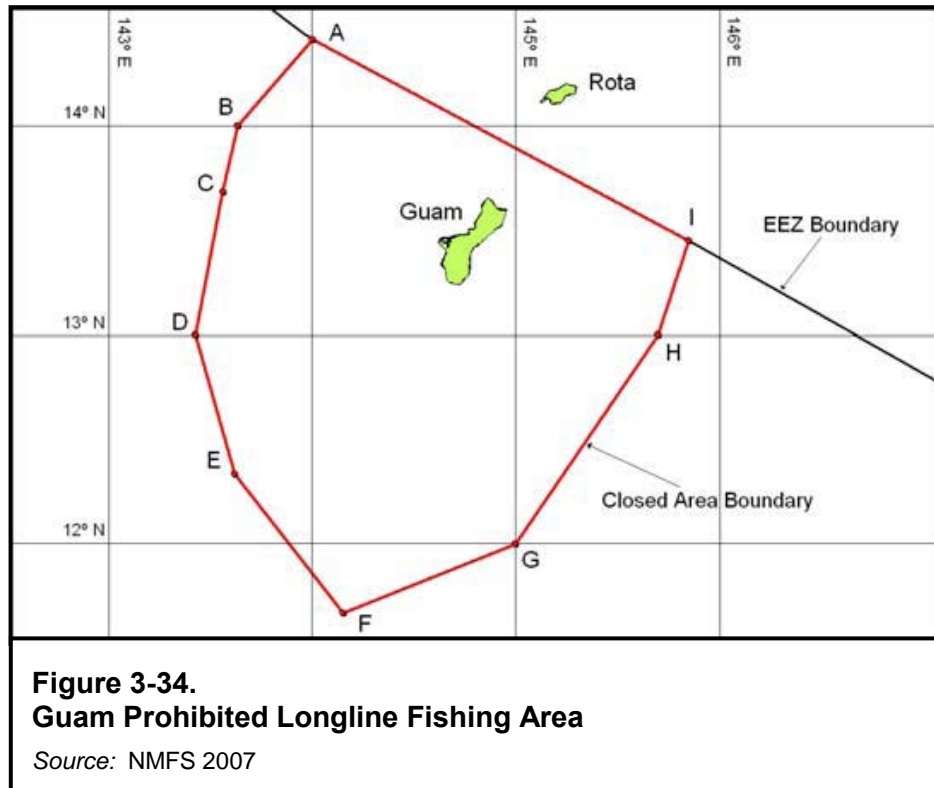 143° E
145° E
146° E
A
Rota
14° N
B
C
Guam
I
EEZ Boundary
13° N
D
H
E
Closed Area Boundary
12° N
G
F
Figure 3-34.
Guam Prohibited Longline Fishing Area
Source: NMFS 2007